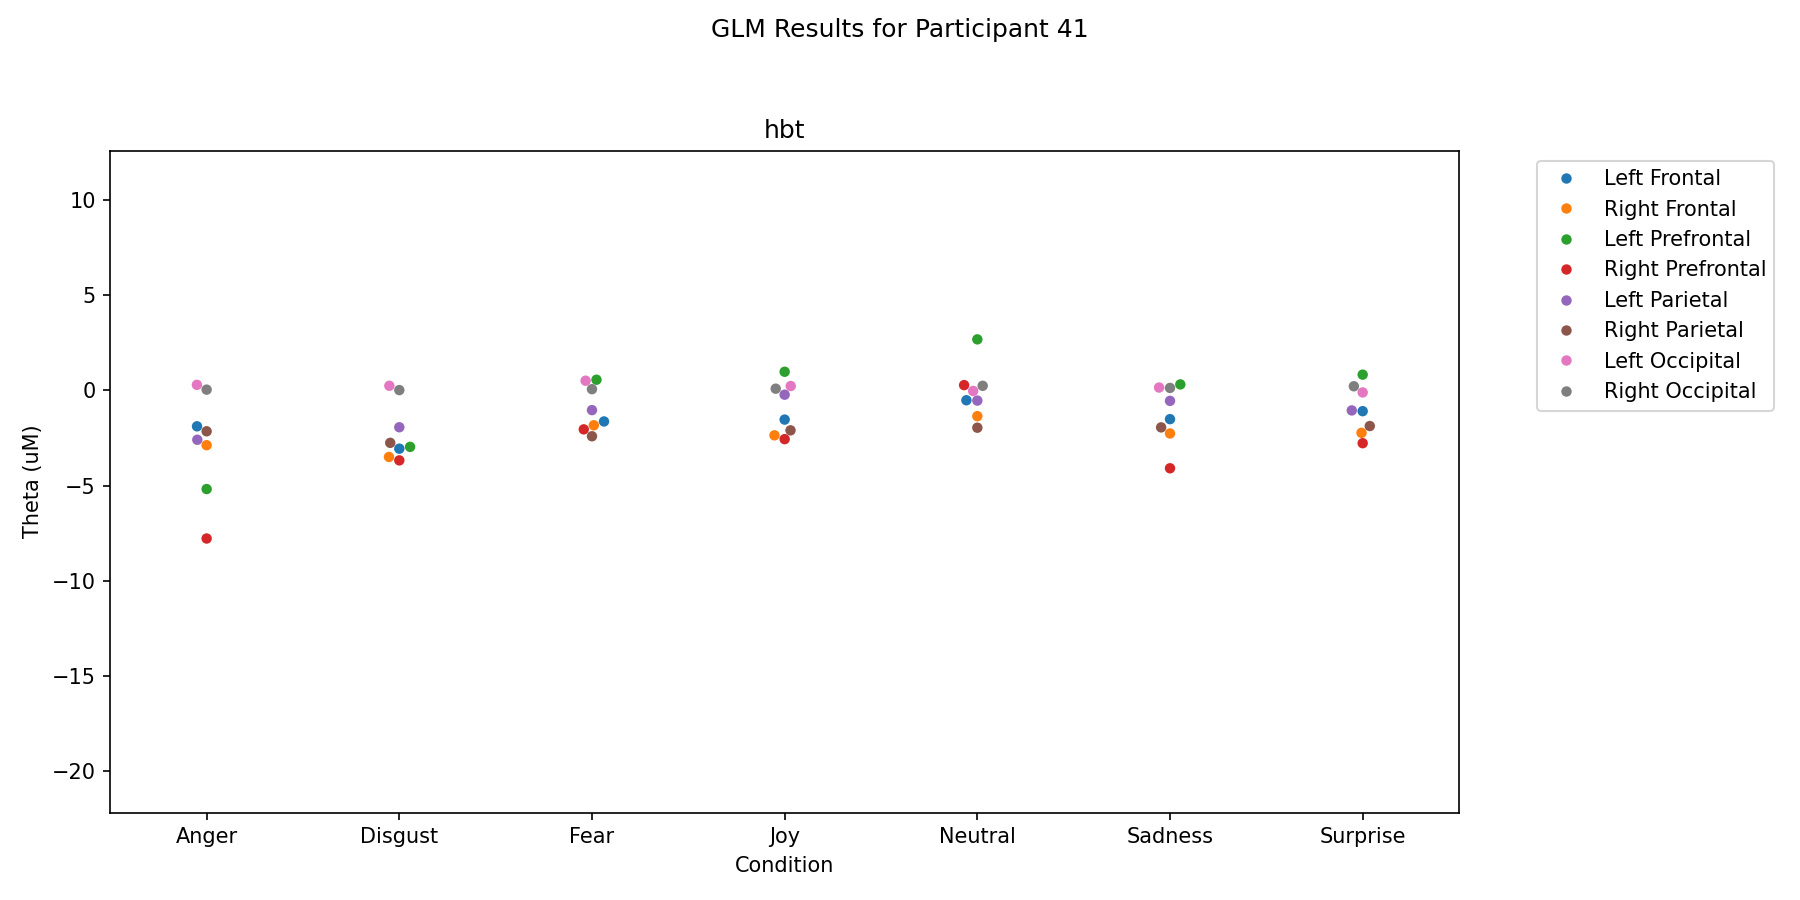 GLM Results for Participant 41
hbt
10
5
0
−5
−10
−15
−20
Theta (uM)
Anger
Disgust
Fear
Joy
Neutral
Sadness
Surprise
Condition
Left Frontal
Right Frontal
Left Prefrontal
Right Prefrontal
Left Parietal
Right Parietal
Left Occipital
Right Occipital